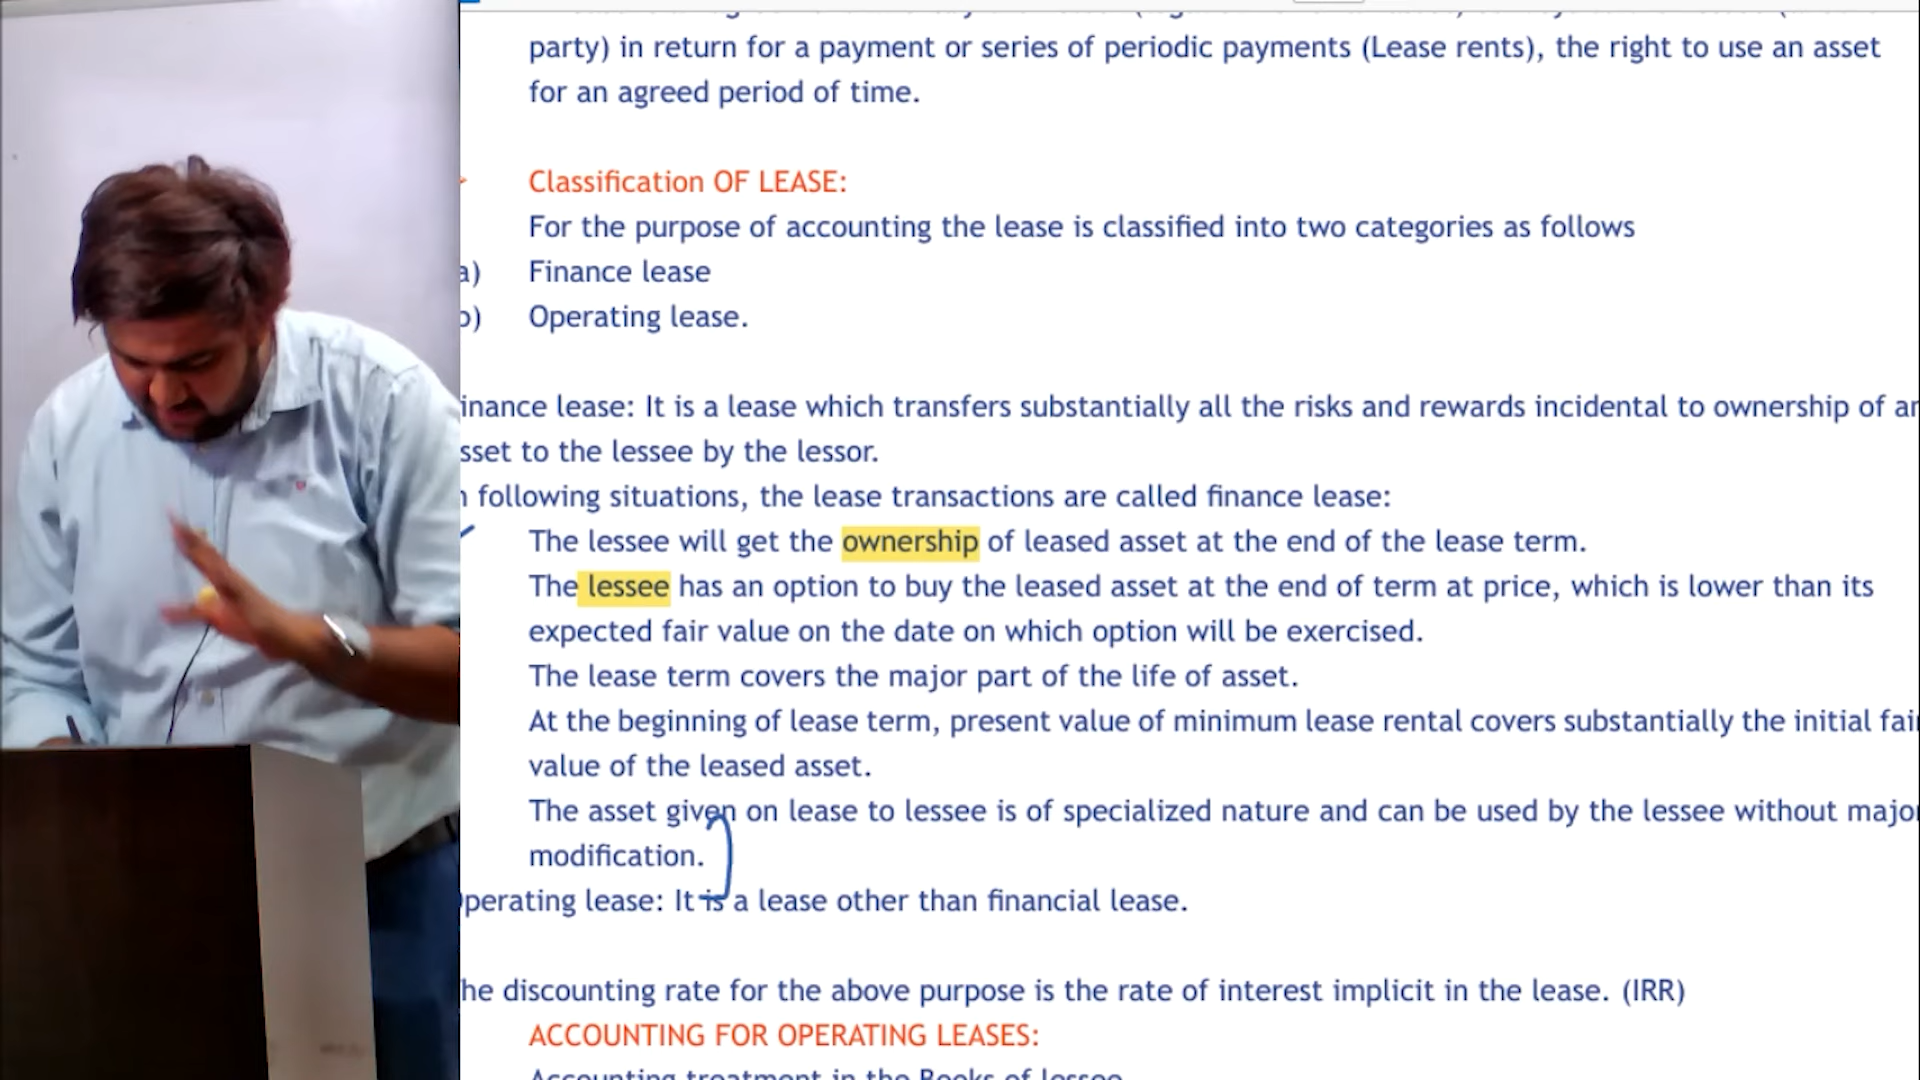 party) in return for a payment or series of periodic payments (Lease rents), the right to use an asset
for an agreed period of time.
Classification OF LEASE:
For the purpose of accounting the lease is classified into two categories as follows
a) Finance lease
b) Operating lease.
inance lease: It is a lease which transfers substantially all the risks and rewards incidental to ownership of an
sset to the lessee by the lessor.
n following situations, the lease transactions are called finance lease:
The lessee will get the ownership of leased asset at the end of the lease term.
The lessee has an option to buy the leased asset at the end of term at price, which is lower than its
expected fair value on the date on which option will be exercised.
The lease term covers the major part of the life of asset.
At the beginning of lease term, present value of minimum lease rental covers substantially the initial fair
value of the leased asset.
The asset given on lease to lessee is of specialized nature and can be used by the lessee without major
modification.
perating lease: It is a lease other than financial lease.
he discounting rate for the above purpose is the rate of interest implicit in the lease. (IRR)
ACCOUNTING FOR OPERATING LEASES:
Accounting treatment in the Books of lessee